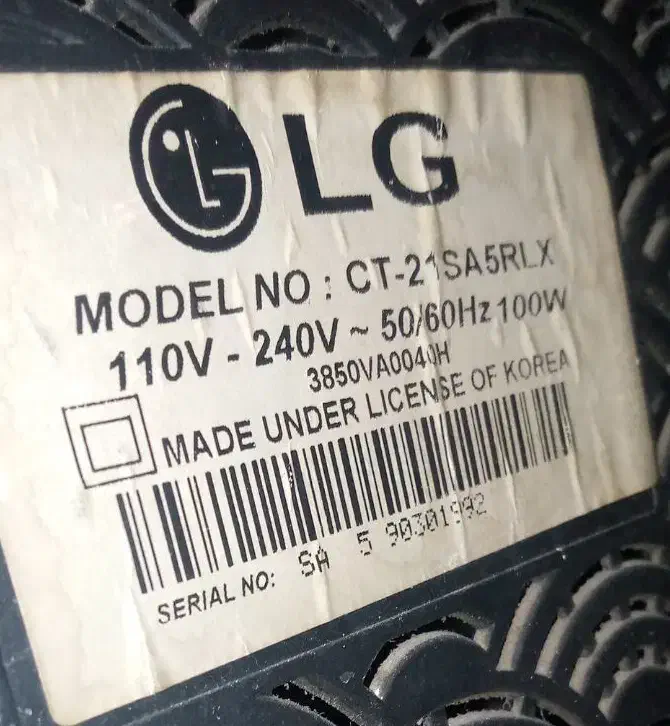 LG
MODEL NO : CT-21SA5RLX
110V - 240V ~ 50/60Hz 100W
3850VA0040H
MADE UNDER LICENSE OF KOREA
SERIAL NO: SA 5 90301992